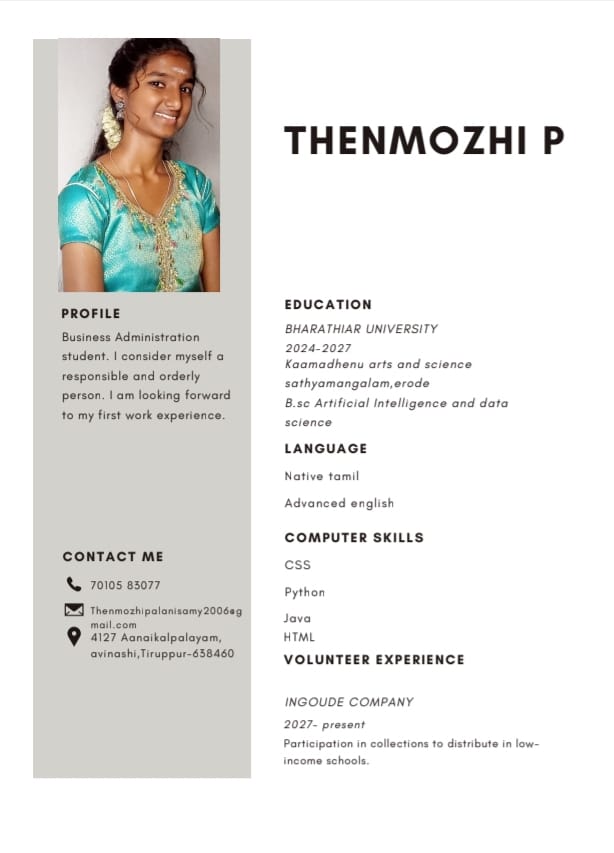 THENMOZHI P
PROFILE
Business Administration
student. I consider myself a
responsible and orderly
person. I am looking forward
to my first work experience.
CONTACT ME
70105 83077
Thenmozhipalanisamy2006@g
mail.com
4127 Aanaikalpalayam,
avinashi,Tiruppur-638460
EDUCATION
BHARATHIAR UNIVERSITY
2024-2027
Kaamadhenu arts and science
sathyamangalam,erode
B.sc Artificial Intelligence and data
science
LANGUAGE
Native tamil
Advanced english
COMPUTER SKILLS
CSS
Python
Java
HTML
VOLUNTEER EXPERIENCE
INGOUDE COMPANY
2027- present
Participation in collections to distribute in low-
income schools.